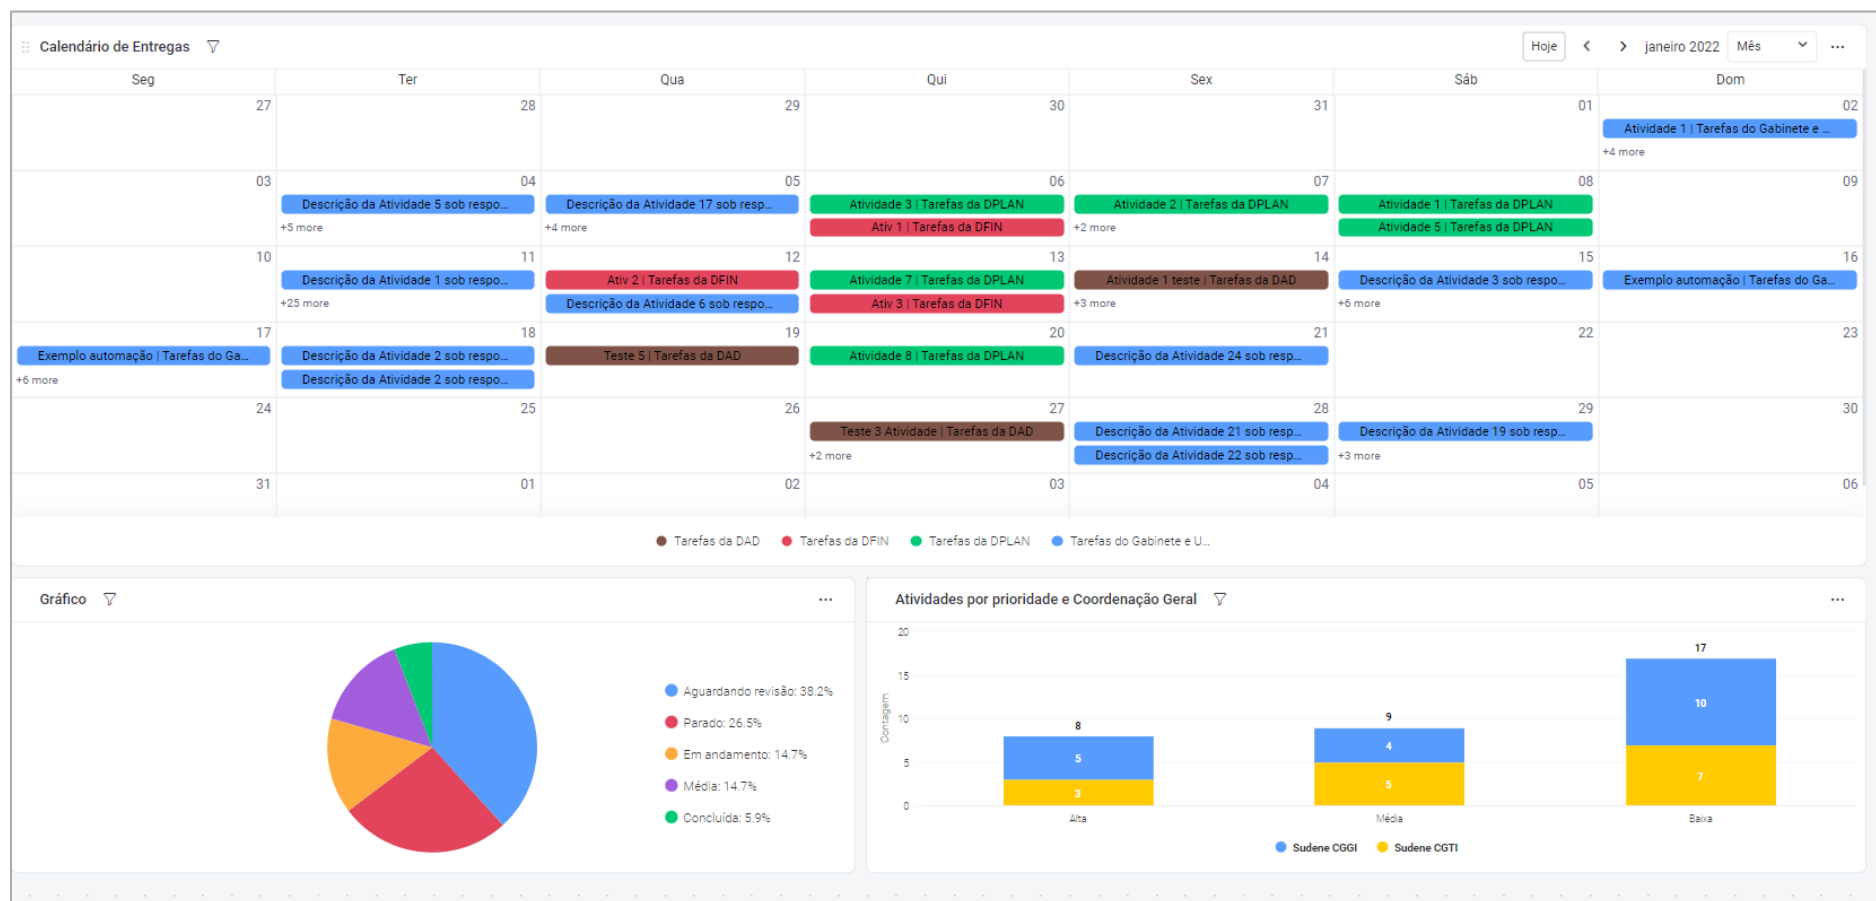 Calendário de Entregas
Hoje janeiro 2022 Mês
Seg Ter Qua Qui Sex Sáb Dom
27 28 29 30 31 01 02
Atividade 1 | Tarefas do Gabinete e ...
+4 more
03 04 05 06 07 08 09
Descrição da Atividade 5 sob respo... Descrição da Atividade 17 sob resp... Atividade 3 | Tarefas da DPLAN Atividade 2 | Tarefas da DPLAN Atividade 1 | Tarefas da DPLAN
+5 more +4 more Ativ 1 | Tarefas da DFIN +2 more Atividade 5 | Tarefas da DPLAN
10 11 12 13 14 15 16
Descrição da Atividade 1 sob respo... Ativ 2 | Tarefas da DFIN Atividade 7 | Tarefas da DPLAN Atividade 1 teste | Tarefas da DAD Descrição da Atividade 3 sob respo... Exemplo automação | Tarefas do Ga...
+25 more Descrição da Atividade 6 sob respo... Ativ 3 | Tarefas da DFIN +3 more +6 more
17 18 19 20 21 22 23
Exemplo automação | Tarefas do Ga... Descrição da Atividade 2 sob respo... Teste 5 | Tarefas da DAD Atividade 8 | Tarefas da DPLAN Descrição da Atividade 24 sob resp...
+6 more Descrição da Atividade 2 sob respo...
24 25 26 27 28 29 30
Teste 3 Atividade | Tarefas da DAD Descrição da Atividade 21 sob resp... Descrição da Atividade 19 sob resp...
+2 more Descrição da Atividade 22 sob resp... +3 more
31 01 02 03 04 05 06
Tarefas da DAD Tarefas da DFIN Tarefas da DPLAN Tarefas do Gabinete e U...
Gráfico
Aguardando revisão: 38.2%
Parado: 26.5%
Em andamento: 14.7%
Média: 14.7%
Concluída: 5.9%
Atividades por prioridade e Coordenação Geral
Contagem
20
15
10
5
0
8
5
3
9
4
5
17
10
7
Alta Média Baixa
Sudene CGGI Sudene CGTI